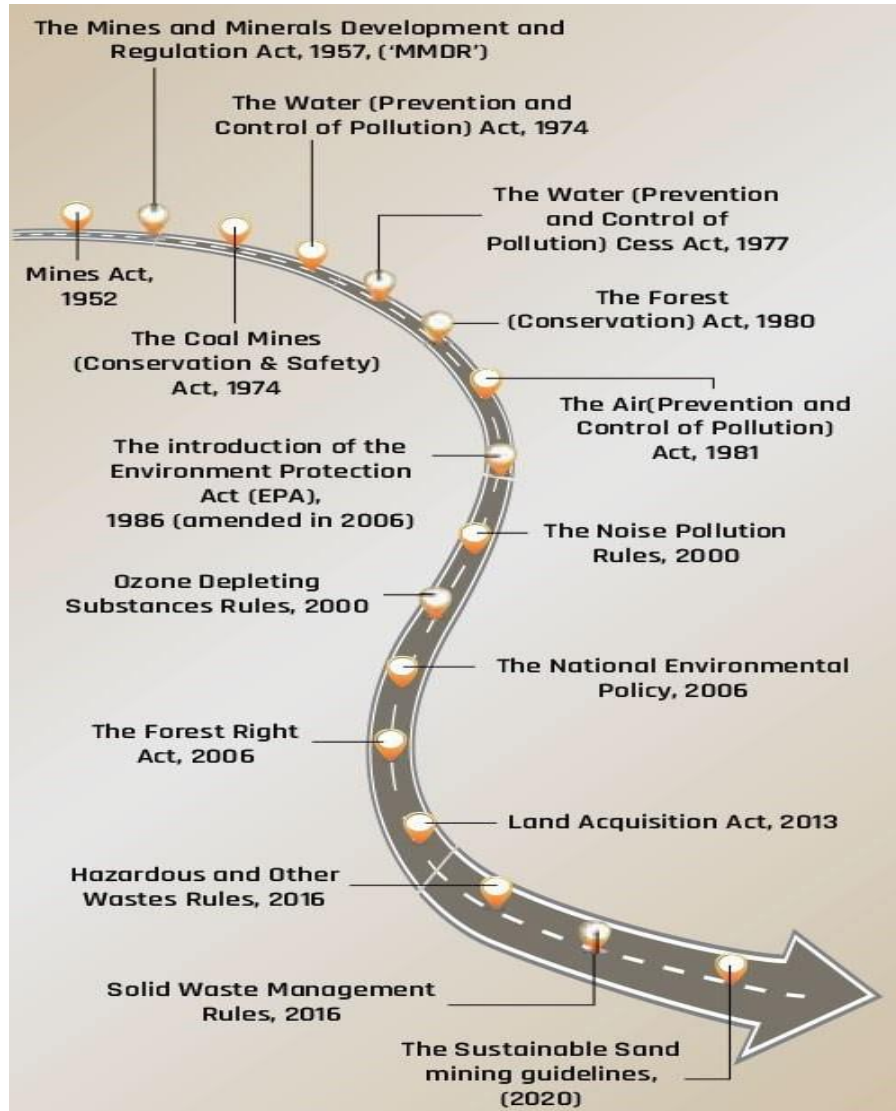 The Mines and Minerals Development and
Regulation Act, 1957, ('MMDR')
The Water (Prevention and
Control of Pollution) Act, 1974
The Water (Prevention
and Control of
Pollution) Cess Act, 1977
Mines Act,
1952
The Forest
(Conservation) Act, 1980
The Coal Mines
(Conservation & Safety)
Act, 1974
The Air(Prevention and
Control of Pollution)
Act, 1981
The introduction of the
Environment Protection
Act (EPA),
1986 (amended in 2006)
The Noise Pollution
Rules, 2000
Ozone Depleting
Substances Rules, 2000
The National Environmental
Policy, 2006
The Forest Right
Act, 2006
Land Acquisition Act, 2013
Hazardous and Other
Wastes Rules, 2016
Solid Waste Management
Rules, 2016
The Sustainable Sand
mining guidelines,
(2020)